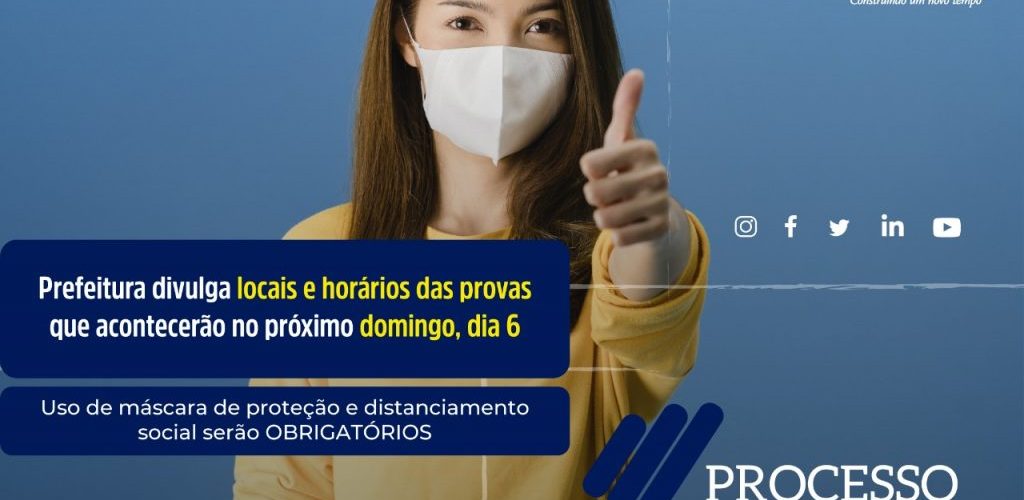 Construindo um novo tempo
Prefeitura divulga locais e horários das provas
que acontecerão no próximo domingo, dia 6
Uso de máscara de proteção e distanciamento
social serão OBRIGATÓRIOS
PROCESSO